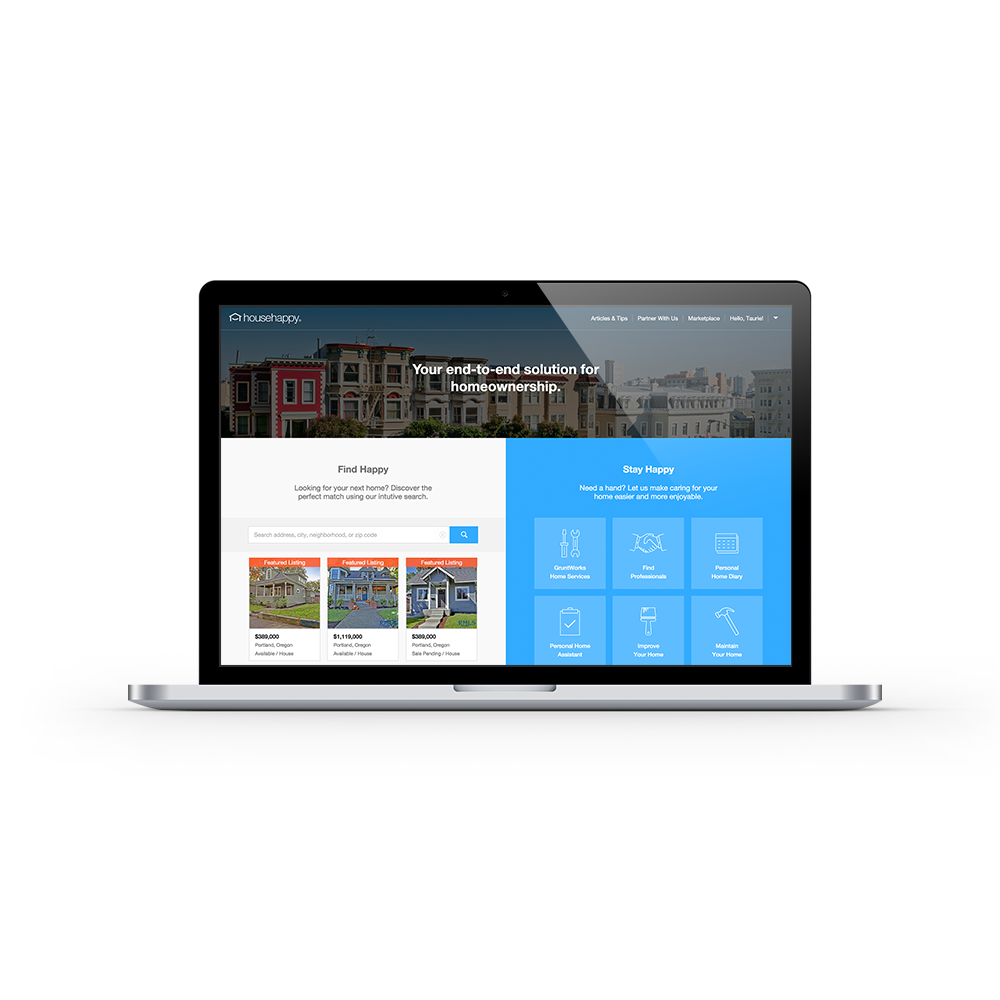 househappy.
Articles & Tips
Partner With Us
Marketplace
Hello, Taurie!
Your end-to-end solution for
homeownership.
Find Happy
Looking for your next home? Discover the
perfect match using our intutive search.
Search address, city, neighborhood, or zip code
Featured Listing
$389,000
Portland, Oregon
Available / House
Featured Listing
$1,119,000
Portland, Oregon
Available / House
Featured Listing
RMLS
$389,000
Portland, Oregon
Sale Pending / House
Stay Happy
Need a hand? Let us make caring for your
home easier and more enjoyable.
GruntWorks
Home Services
Find
Professionals
Personal
Home Diary
Personal Home
Assistant
Improve
Your Home
Maintain
Your Home